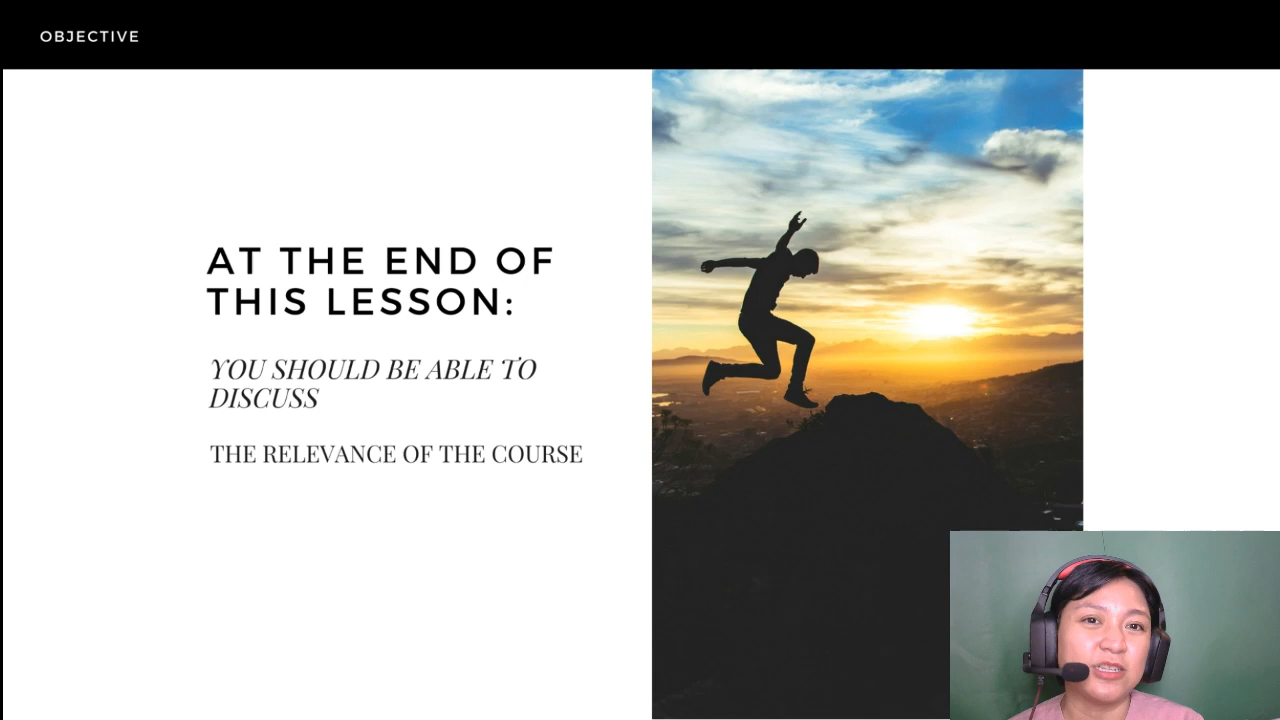 OBJECTIVE
AT THE END OF
THIS LESSON:
YOU SHOULD BE ABLE TO
DISCUSS
THE RELEVANCE OF THE COURSE